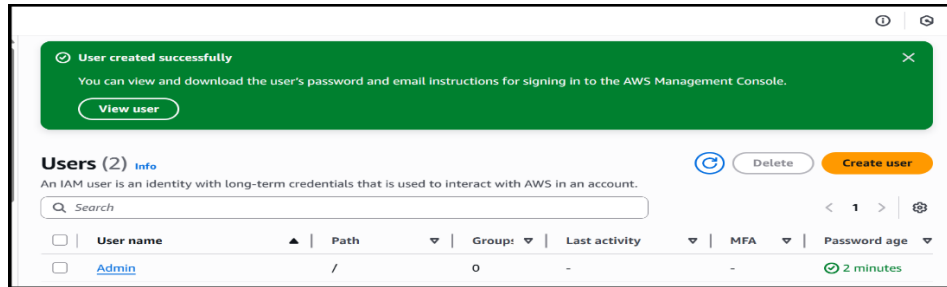 User created successfully
You can view and download the user's password and email instructions for signing in to the AWS Management Console.
View user
Users (2) Info
Delete
Create user
An IAM user is an identity with long-term credentials that is used to interact with AWS in an account.
Search
1
User name
Path
Group:
Last activity
MFA
Password age
Admin
/
0
-
-
2 minutes